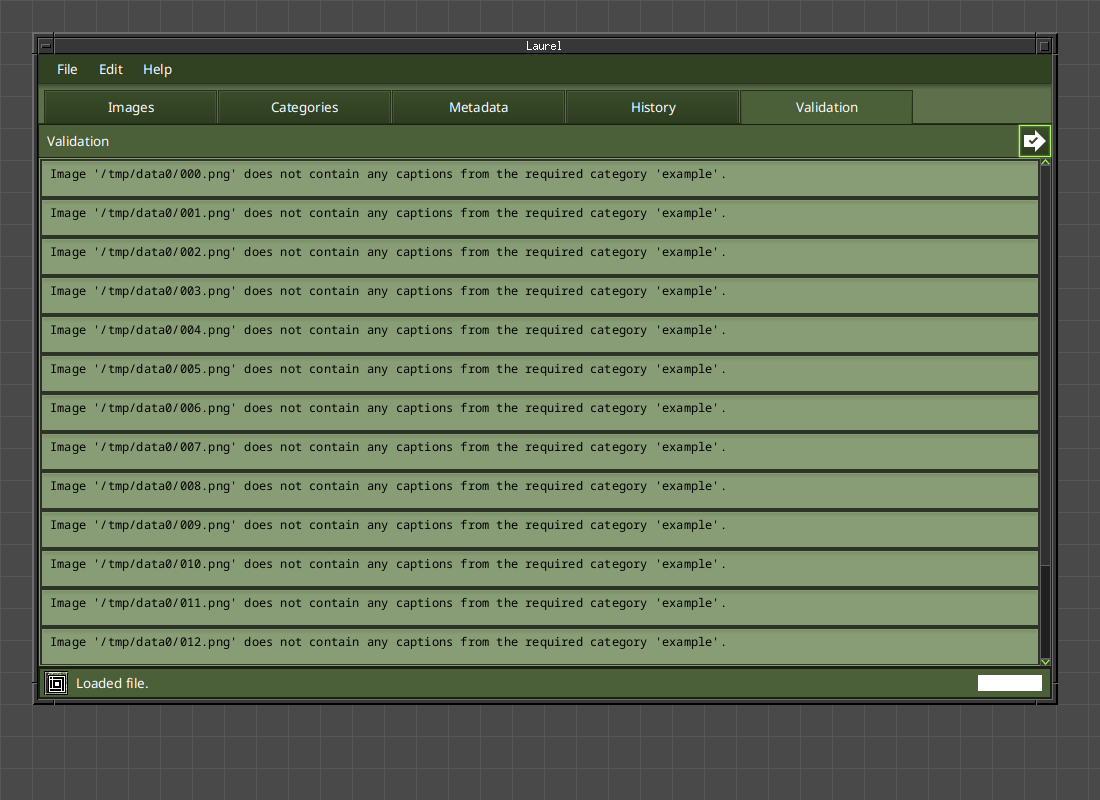 Laurel
File Edit Help
Images Categories Metadata History Validation
Validation
Image '/tmp/data0/000.png' does not contain any captions from the required category 'example'.
Image '/tmp/data0/001.png' does not contain any captions from the required category 'example'.
Image '/tmp/data0/002.png' does not contain any captions from the required category 'example'.
Image '/tmp/data0/003.png' does not contain any captions from the required category 'example'.
Image '/tmp/data0/004.png' does not contain any captions from the required category 'example'.
Image '/tmp/data0/005.png' does not contain any captions from the required category 'example'.
Image '/tmp/data0/006.png' does not contain any captions from the required category 'example'.
Image '/tmp/data0/007.png' does not contain any captions from the required category 'example'.
Image '/tmp/data0/008.png' does not contain any captions from the required category 'example'.
Image '/tmp/data0/009.png' does not contain any captions from the required category 'example'.
Image '/tmp/data0/010.png' does not contain any captions from the required category 'example'.
Image '/tmp/data0/011.png' does not contain any captions from the required category 'example'.
Image '/tmp/data0/012.png' does not contain any captions from the required category 'example'.
Loaded file.